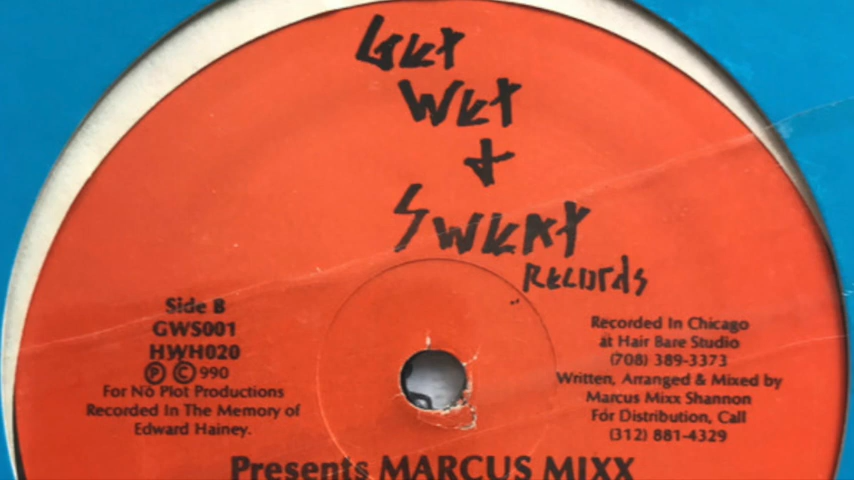 Get
Wet
&
Sweat
Records
Side B
GWS001
HWH020
Ⓟ © 990
For No Plot Productions
Recorded In The Memory of
Edward Hainey.
Recorded In Chicago
at Hair Bare Studio
(708) 389-3373
Written, Arranged & Mixed by
Marcus Mixx Shannon
For Distribution, Call
(312) 881-4329
Presents MARCUS MIXX